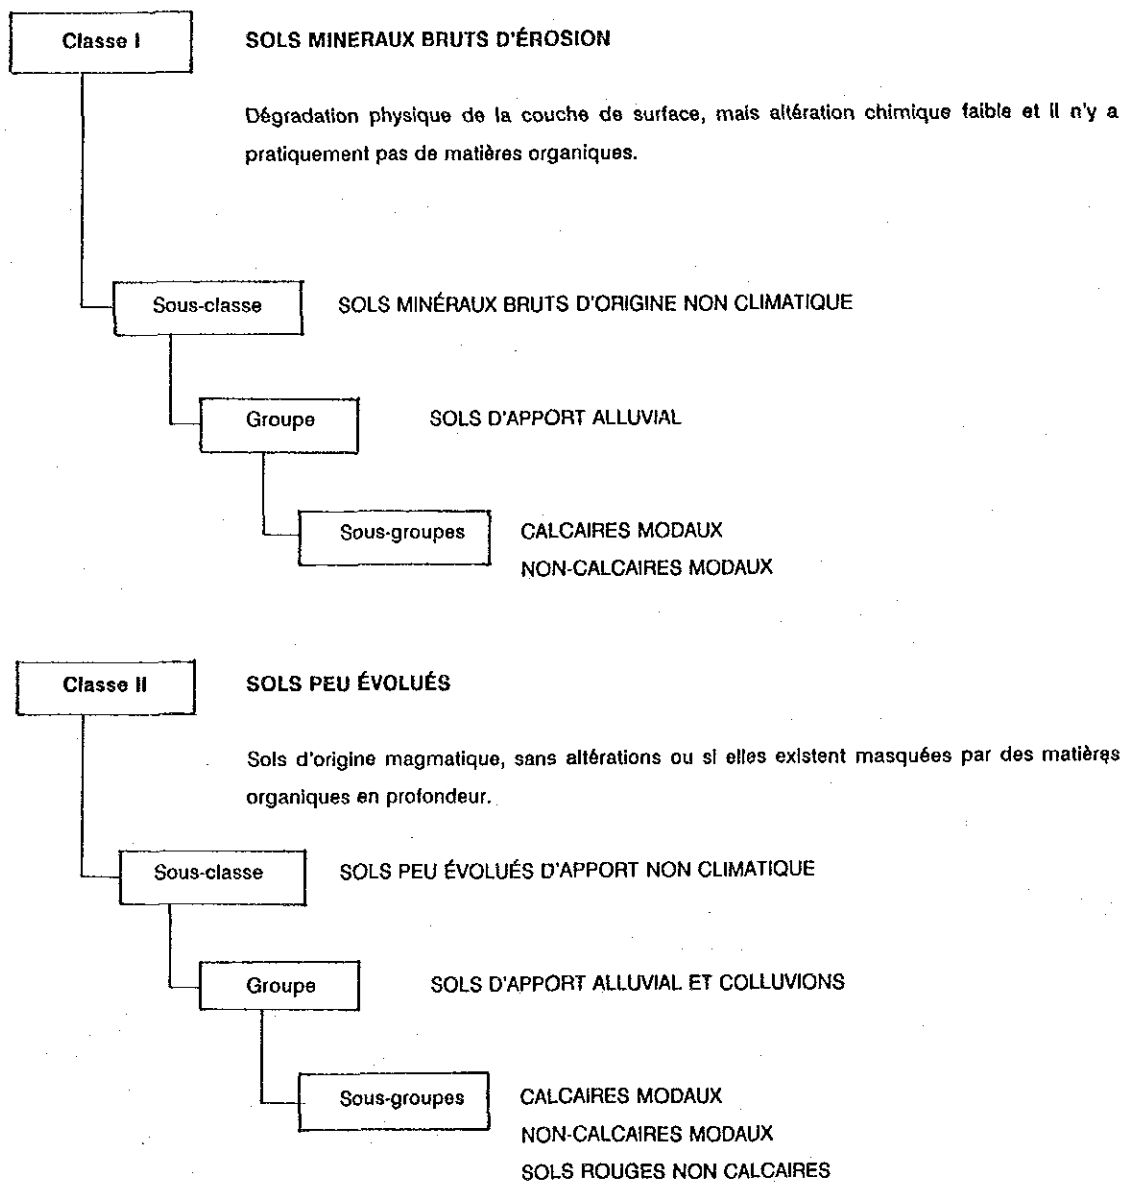 Classe I
SOLS MINERAUX BRUTS D'ÉROSION
Dégradation physique de la couche de surface, mais altération chimique faible et il n'y a
pratiquement pas de matières organiques.
Sous-classe
SOLS MINÉRAUX BRUTS D'ORIGINE NON CLIMATIQUE
Groupe
SOLS D'APPORT ALLUVIAL
Sous-groupes
CALCAIRES MODAUX
NON-CALCAIRES MODAUX
Classe II
SOLS PEU ÉVOLUÉS
Sols d'origine magmatique, sans altérations ou si elles existent masquées par des matières
organiques en profondeur.
Sous-classe
SOLS PEU ÉVOLUÉS D'APPORT NON CLIMATIQUE
Groupe
SOLS D'APPORT ALLUVIAL ET COLLUVIONS
Sous-groupes
CALCAIRES MODAUX
NON-CALCAIRES MODAUX
SOLS ROUGES NON CALCAIRES